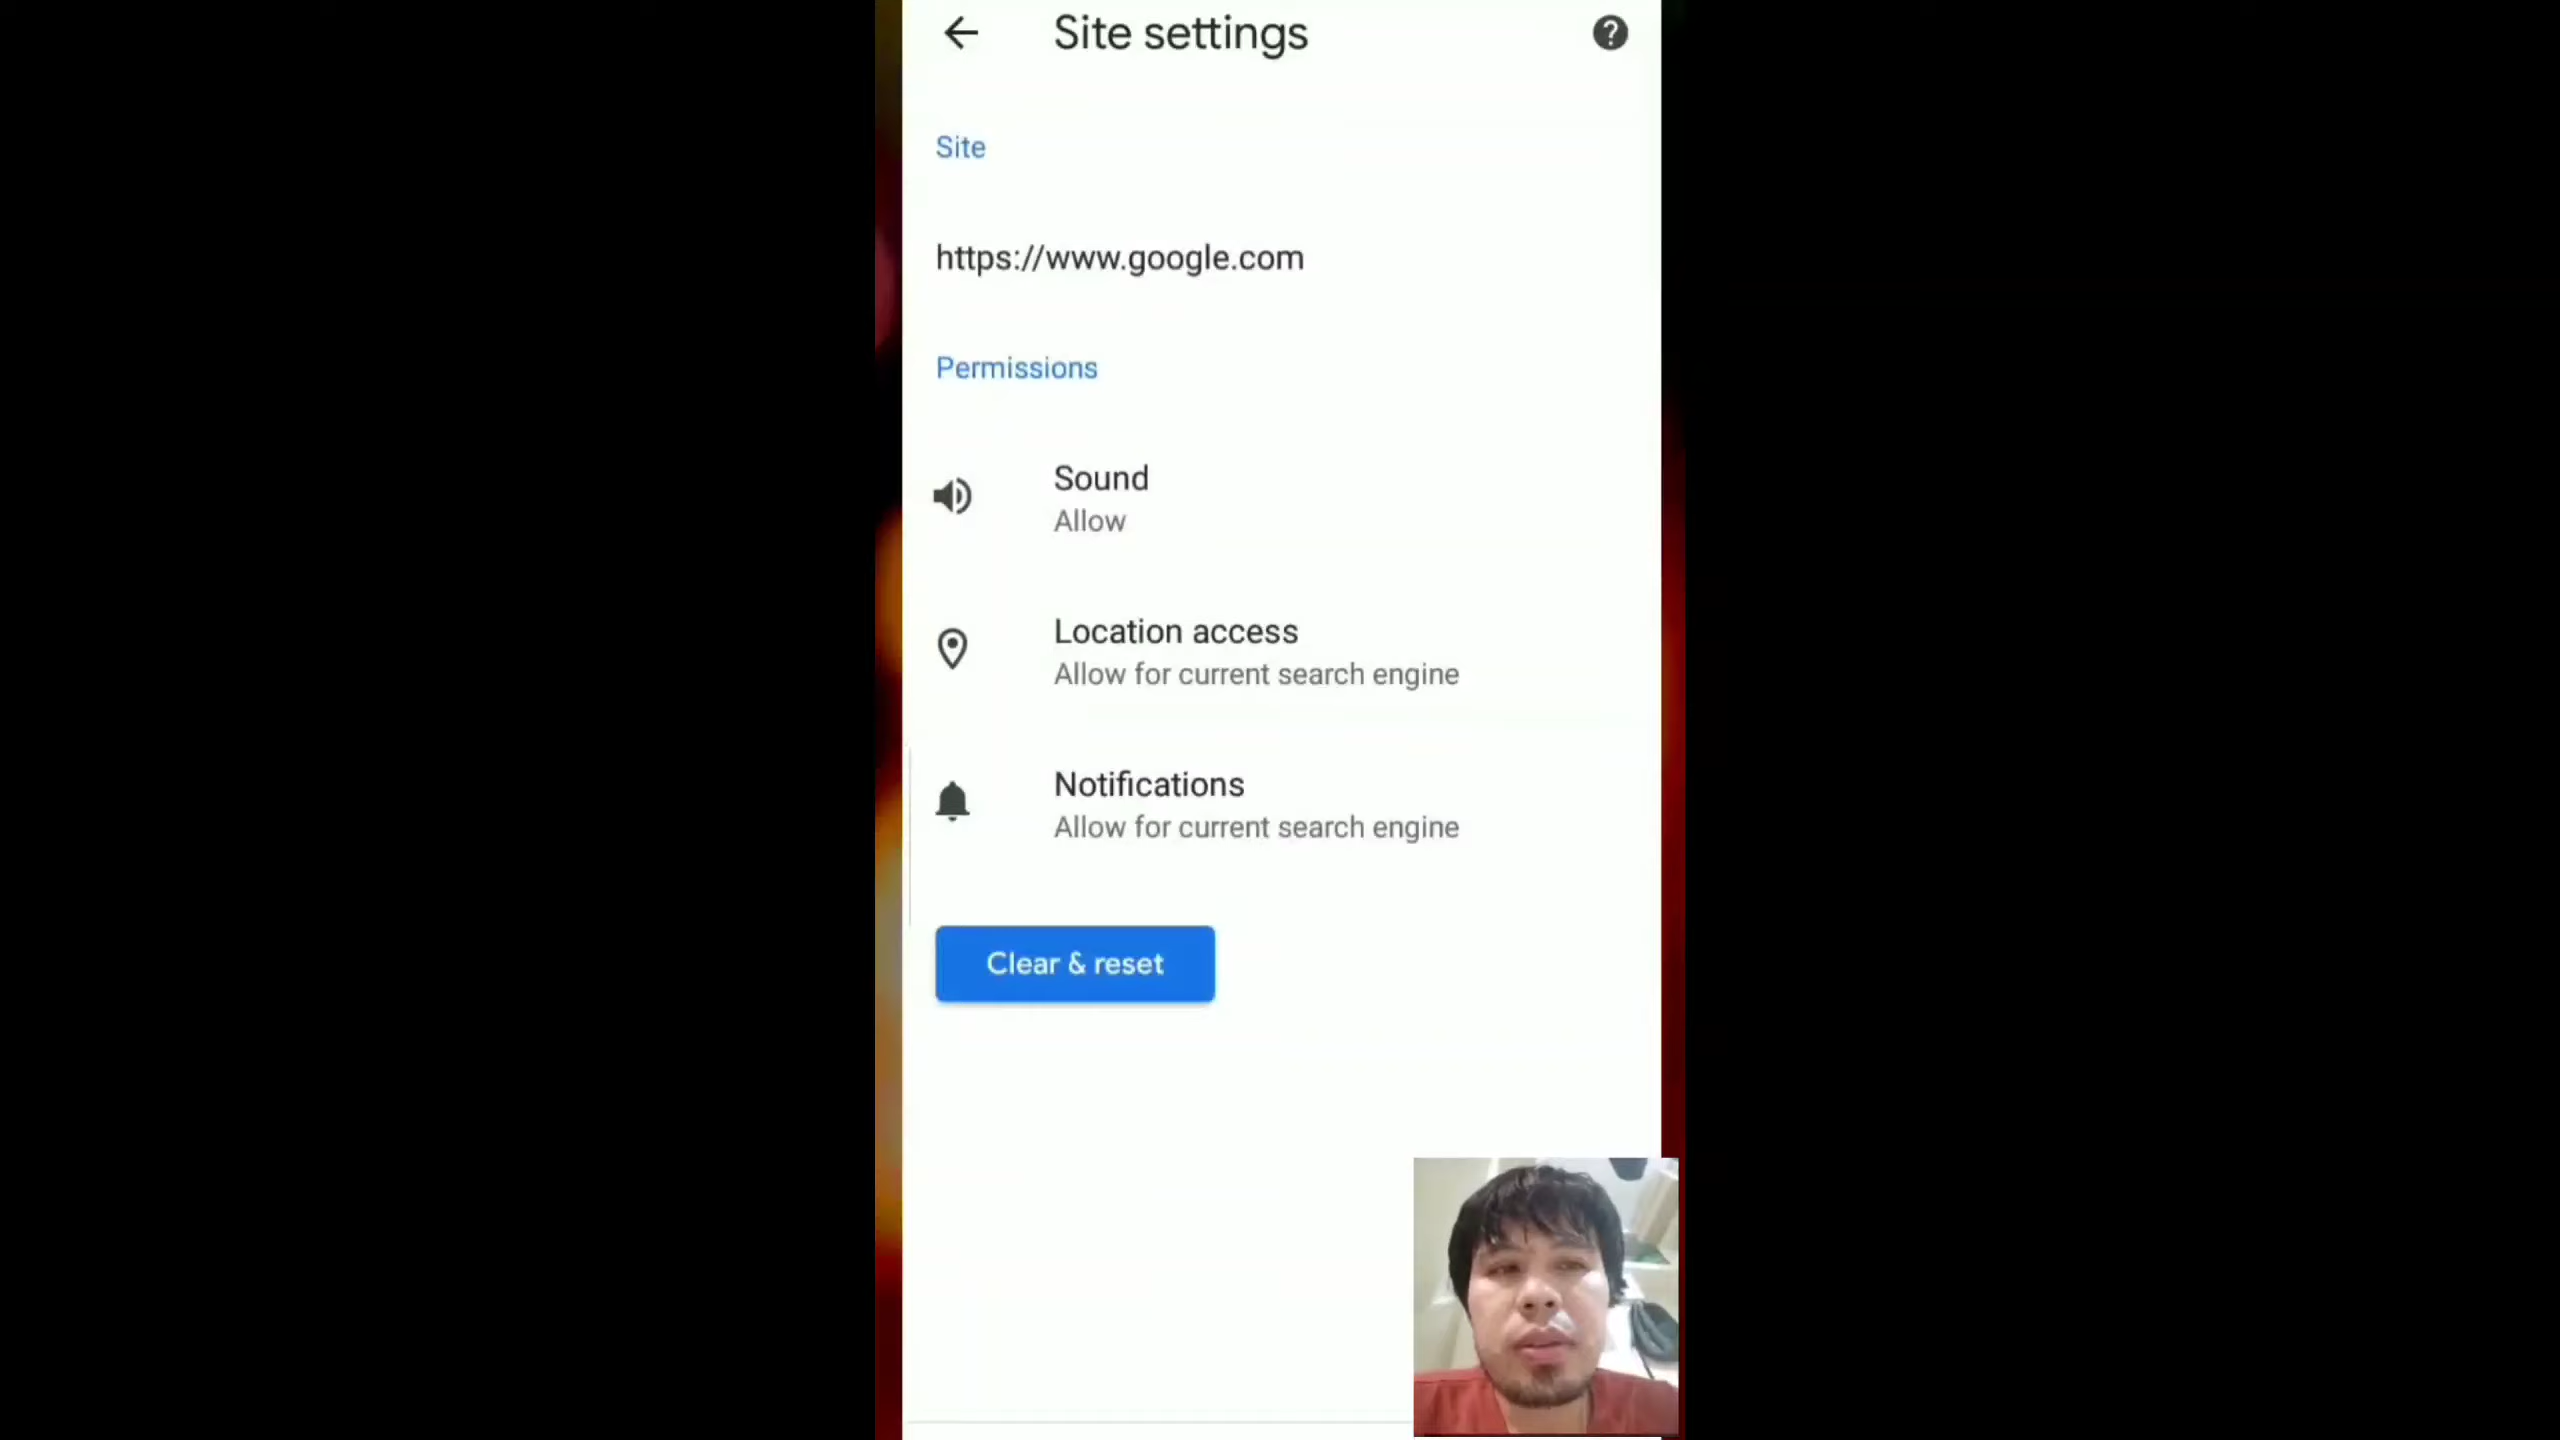 Site settings
Site
https://www.google.com
Permissions
Sound
Allow
Location access
Allow for current search engine
Notifications
Allow for current search engine
Clear & reset